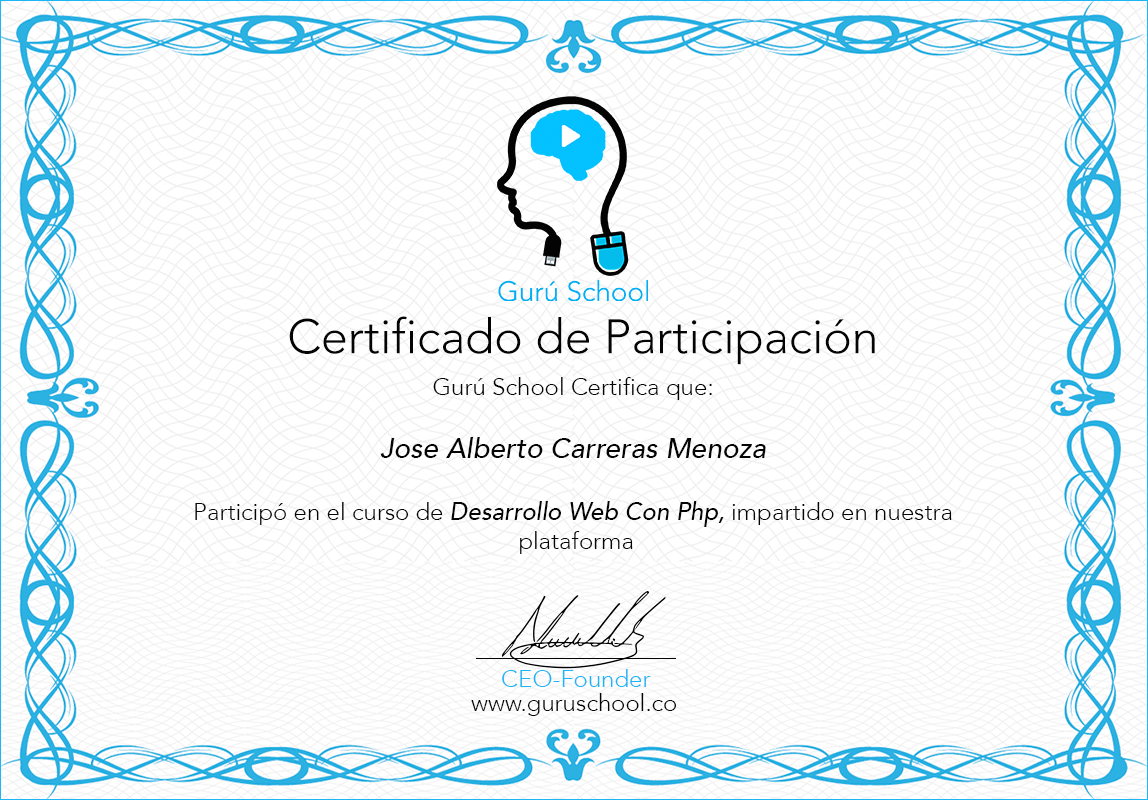 Gurú School
Certificado de Participación
Gurú School Certifica que:
Jose Alberto Carreras Menoza
Participó en el curso de Desarrollo Web Con Php, impartido en nuestra
plataforma
CEO-Founder
www.guruschool.co